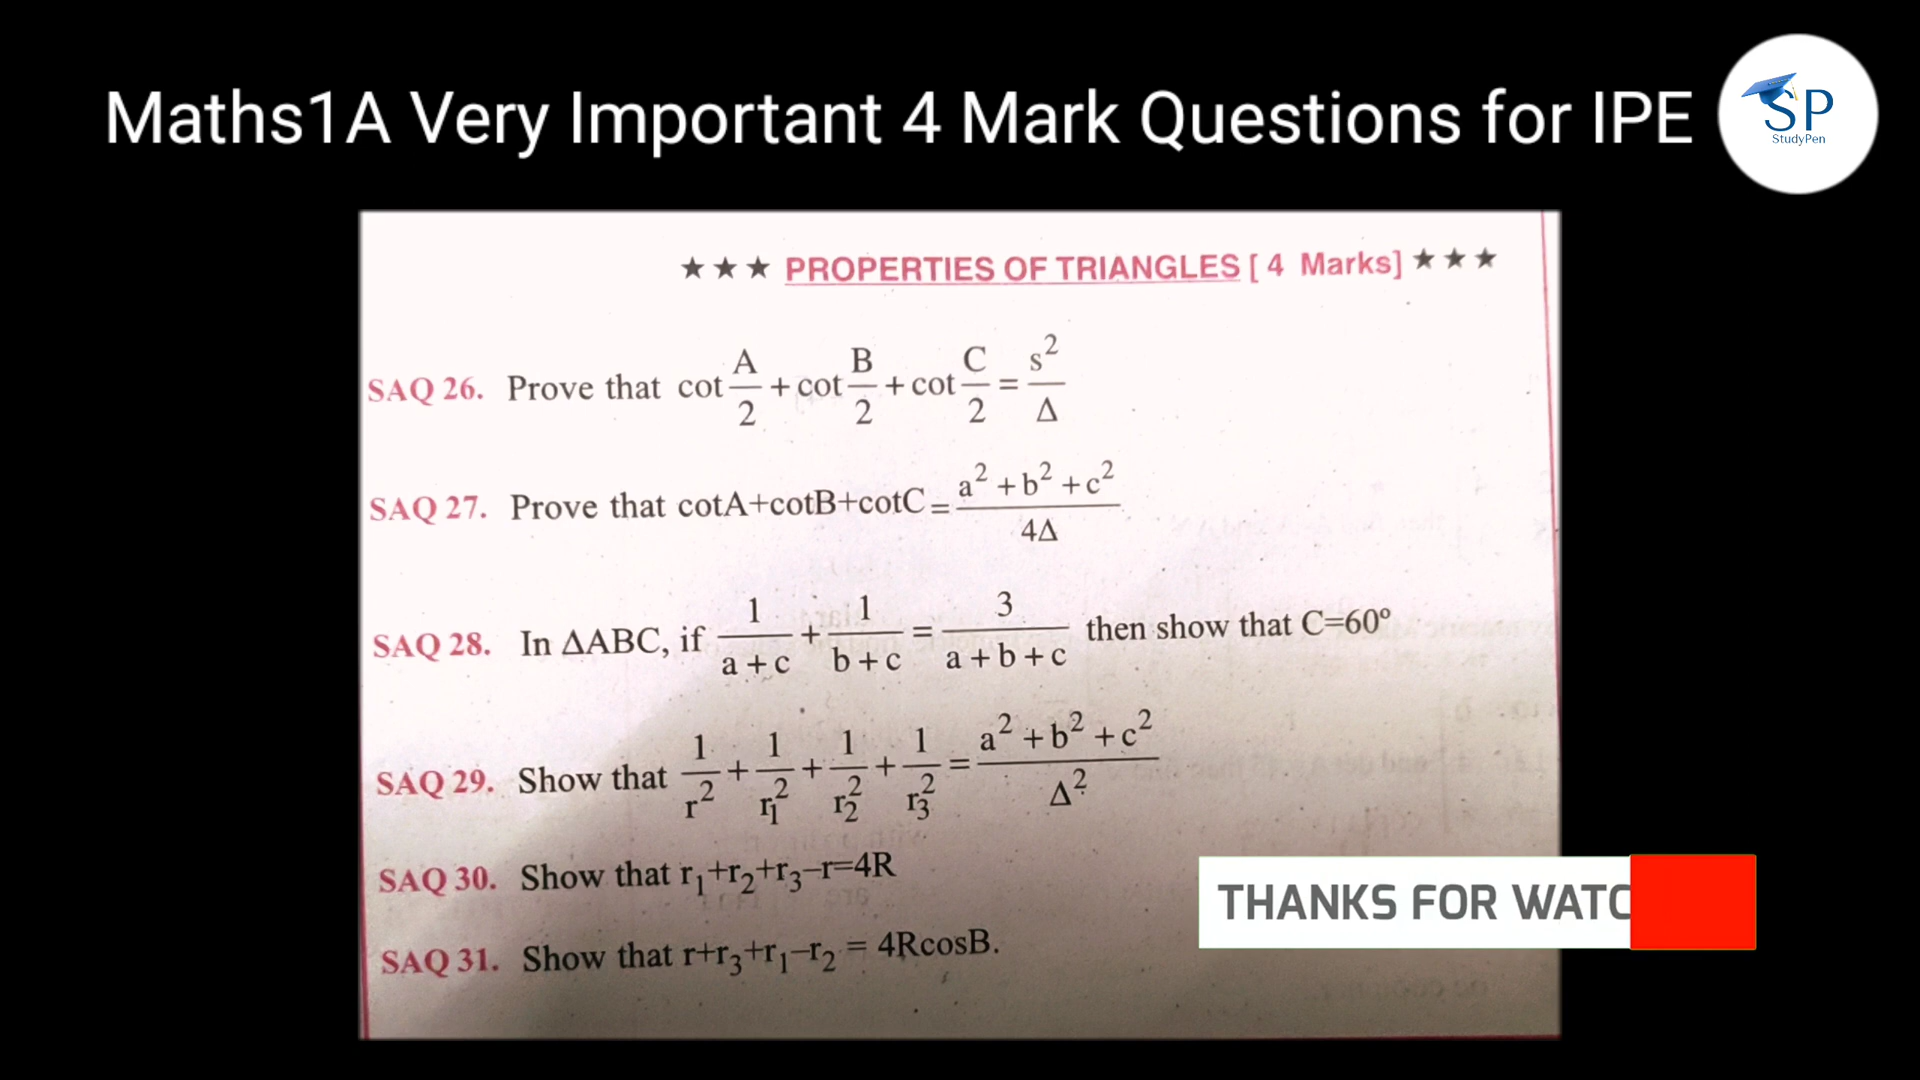 Maths1A Very Important 4 Mark Questions for IPE
SP
StudyPen
★ ★ ★ PROPERTIES OF TRIANGLES [ 4 Marks] ★ ★ ★
SAQ 26. Prove that cot A/2 + cot B/2 + cot C/2 = s²/Δ
SAQ 27. Prove that cotA+cotB+cotC = a² + b² + c² / 4Δ
SAQ 28. In ΔABC, if 1/a + c + 1/b + c = 3/a + b + c then show that C=60º
SAQ 29. Show that 1/r² + 1/r₁² + 1/r₂² + 1/r₃² = a² + b² + c² / Δ²
SAQ 30. Show that r₁+r₂+r₃–r=4R
SAQ 31. Show that r+r₃+r₁–r₂ = 4RcosB.
THANKS FOR WATC